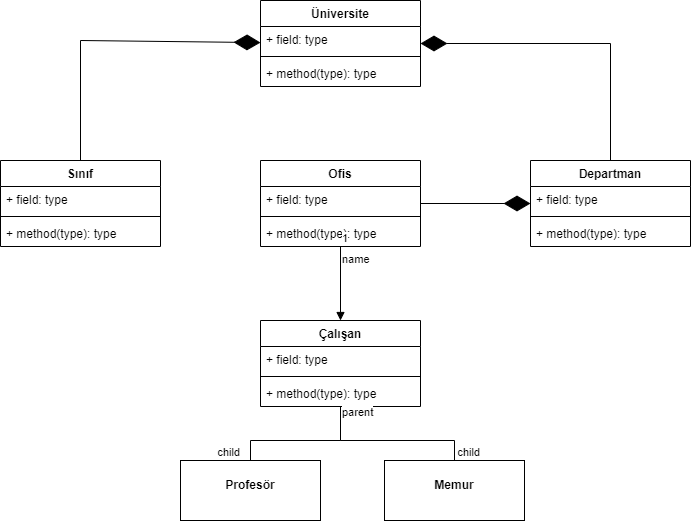 Üniversite
+ field: type
+ method(type): type
Sınıf
+ field: type
+ method(type): type
Ofis
+ field: type
+ method(type): type
1
name
Departman
+ field: type
+ method(type): type
Çalışan
+ field: type
+ method(type): type
parent
child
child
Profesör
Memur